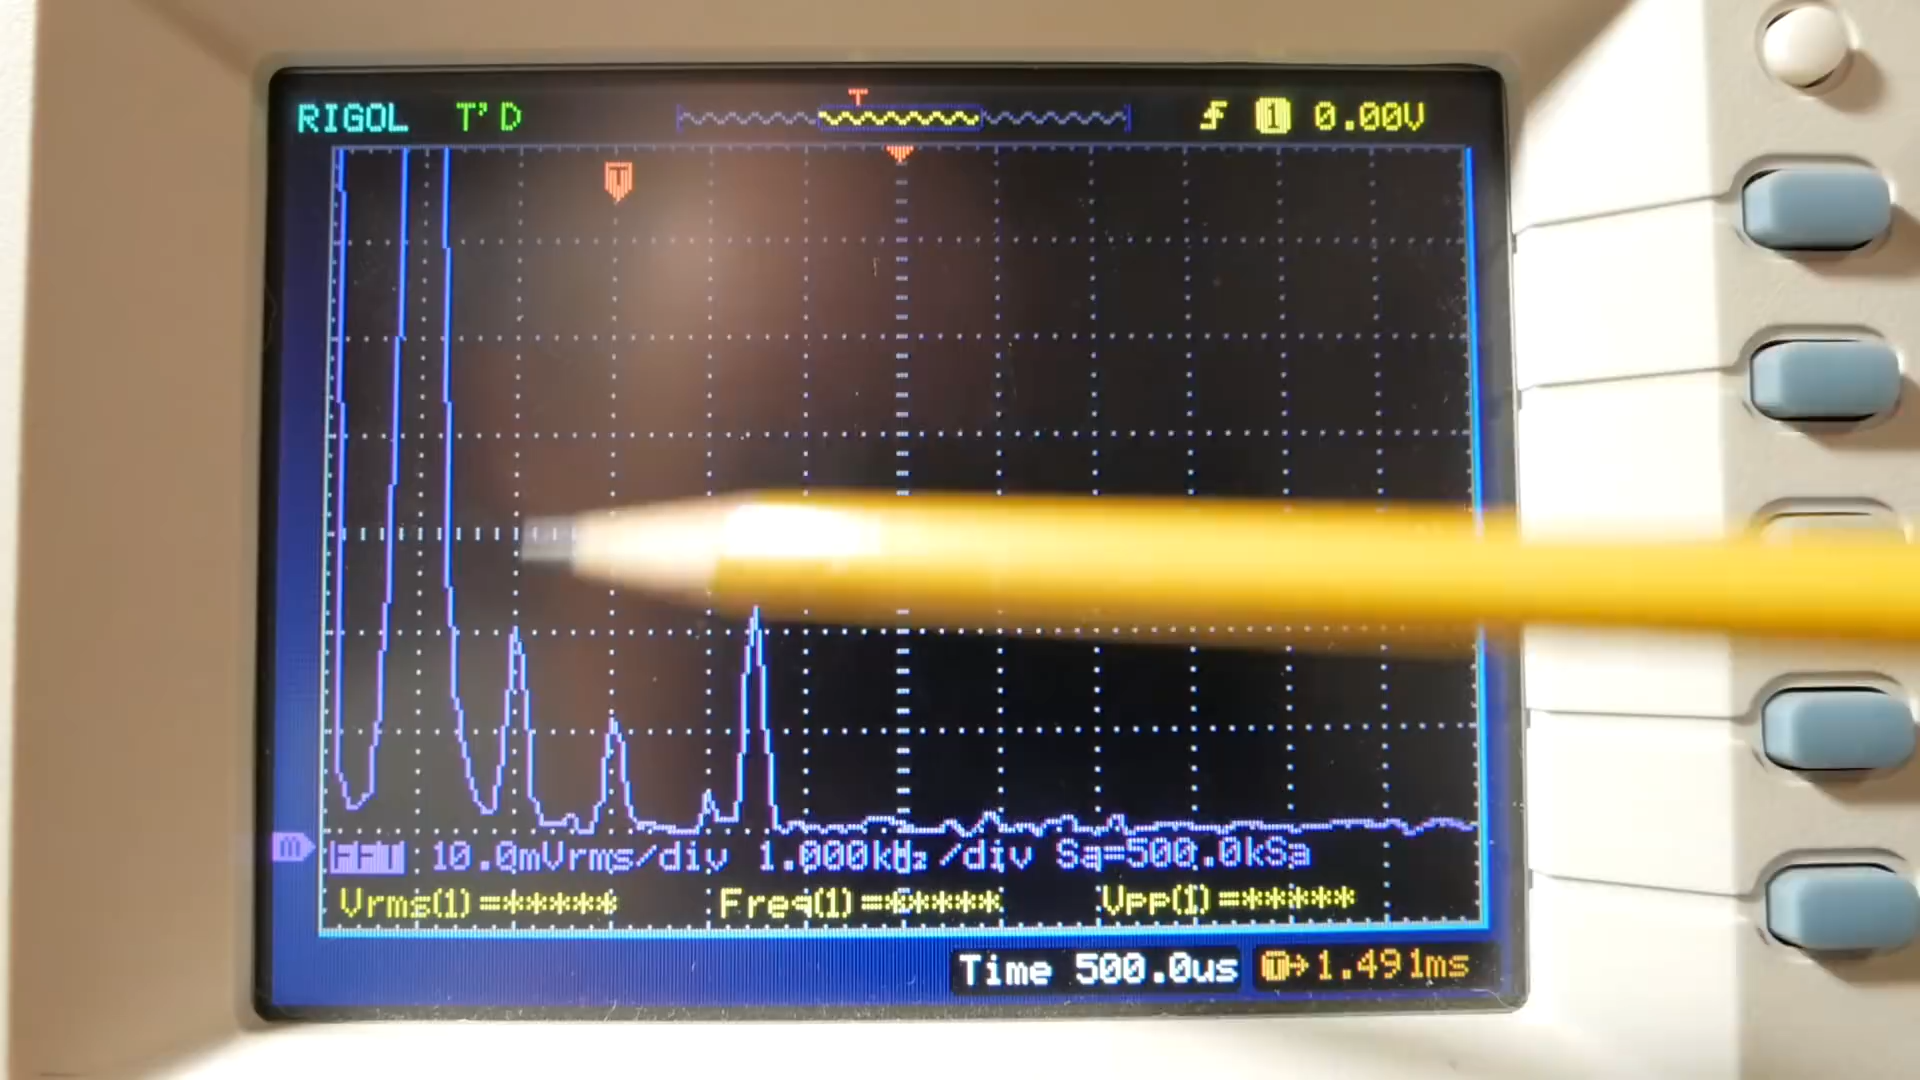 RIGOL T'D T 1 0.00V
T
FFT 10.0mVrms/div 1.000kHz /div Sa=500.0kSa
Vrms(1)=***** Freq(1)=***** Vpp(1)=*****
Time 500.0us T→1.491ms